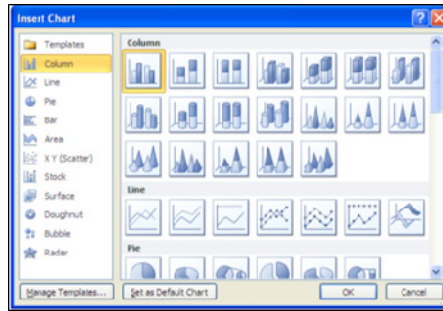 Insert Chart
Templates
Column
Line
Pie
Bar
Area
X Y (Scatter)
Stock
Surface
Doughnut
Bubble
Radar
Column
Line
Pie
Manage Templates...
Set as Default Chart
OK
Cancel